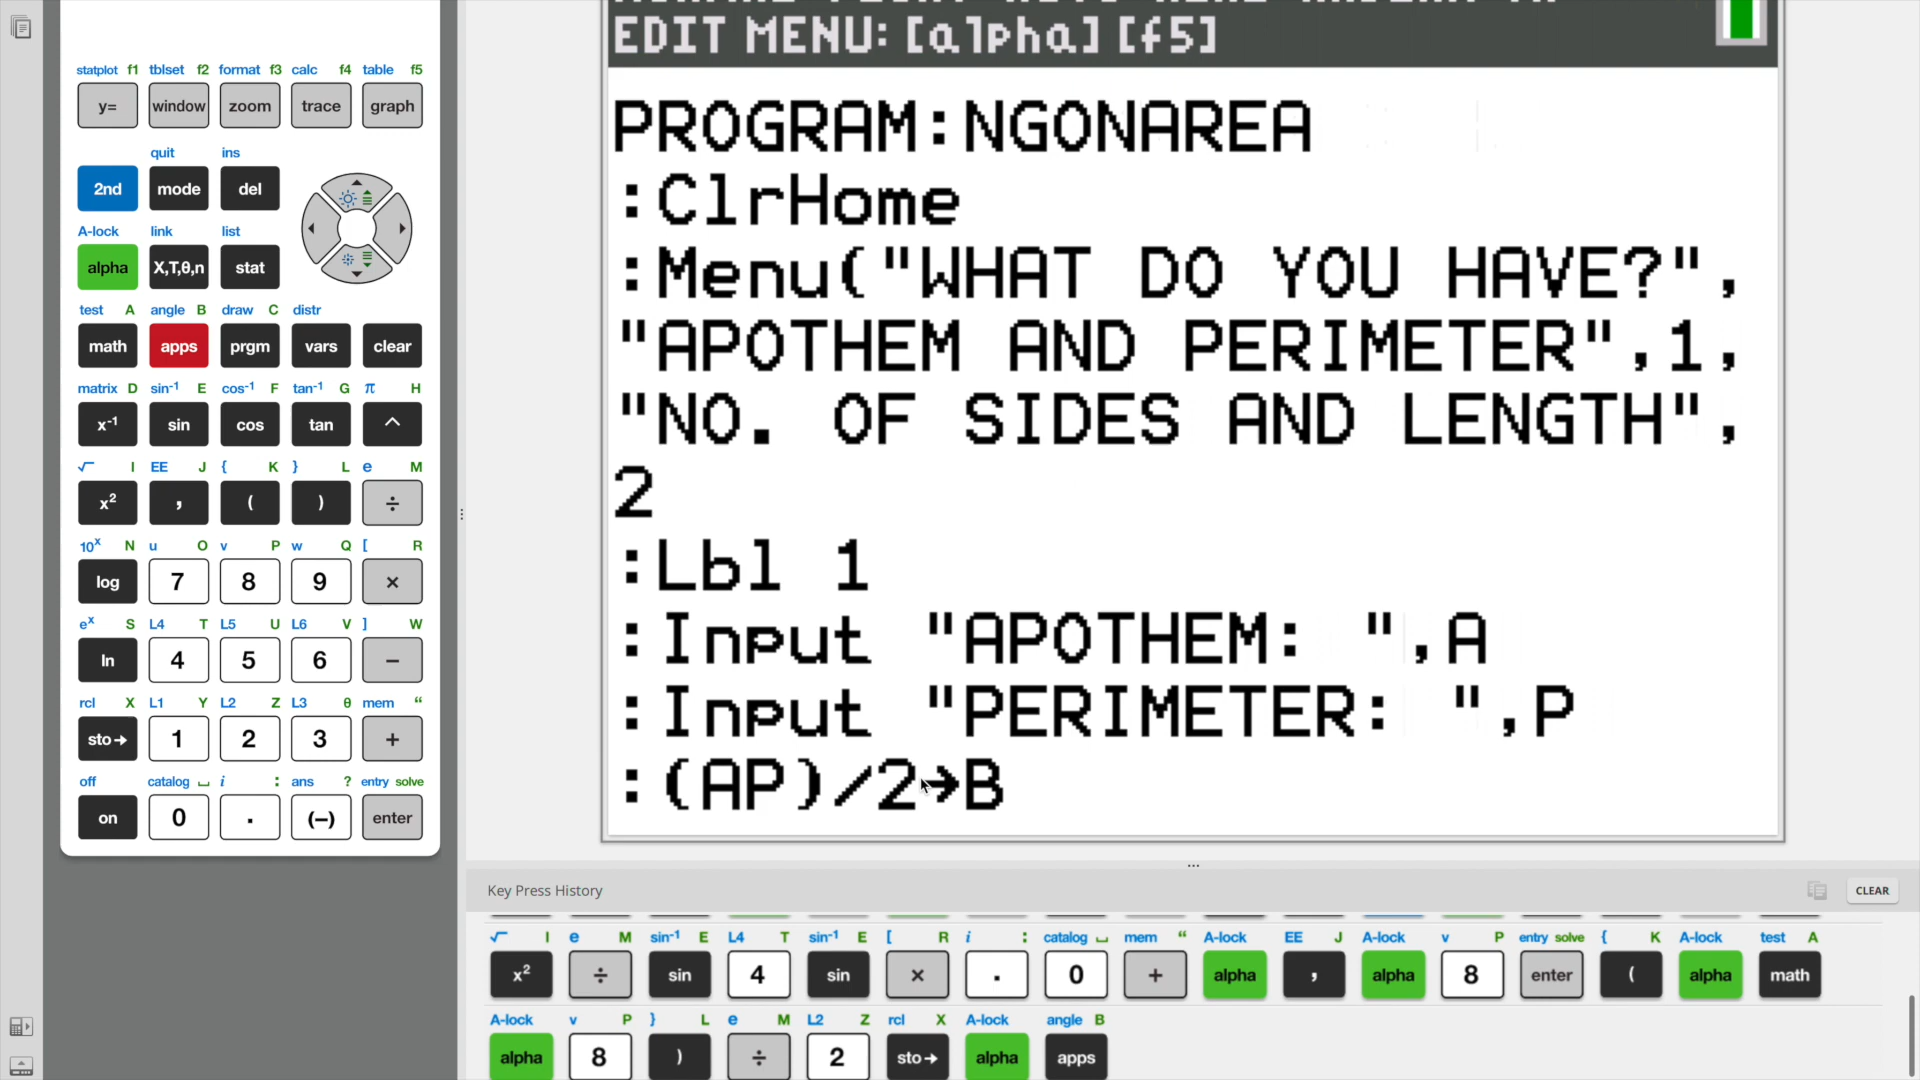 EDIT MENU: [alpha] [f5]
PROGRAM:NGONAREA
:ClrHome
:Menu("WHAT DO YOU HAVE?",
"APOTHEM AND PERIMETER",1,
"NO. OF SIDES AND LENGTH",
2
:Lbl 1
:Input "APOTHEM: ",A
:Input "PERIMETER: ",P
:(AP)/2→B
statplot f1 tblset f2 format f3 calc f4 table f5
y= window zoom trace graph
quit ins
2nd mode del
A-lock link list
alpha X,T,θ,n stat
test A angle B draw C distr
math apps prgm vars clear
matrix D sin-1 E cos-1 F tan-1 G π H
x-1 sin cos tan ^
√ I EE J { K } L e M
x2 , ( ) ÷
10x N u O v P w Q [ R
log 7 8 9 ×
ex S L4 T L5 U L6 V ] W
ln 4 5 6 −
rcl X L1 Y L2 Z L3 θ mem “
sto→ 1 2 3 +
off catalog ⎵ i : ans ? entry solve
on 0 . (−) enter
Key Press History
CLEAR
√ I e M sin-1 E L4 T sin-1 E [ R i : catalog ⎵ mem “ A-lock EE J A-lock v P entry solve { K A-lock test A
x2 ÷ sin 4 sin × . 0 + alpha , alpha 8 enter ( alpha math
A-lock v P } L e M L2 Z rcl X A-lock angle B
alpha 8 ) ÷ 2 sto→ alpha apps